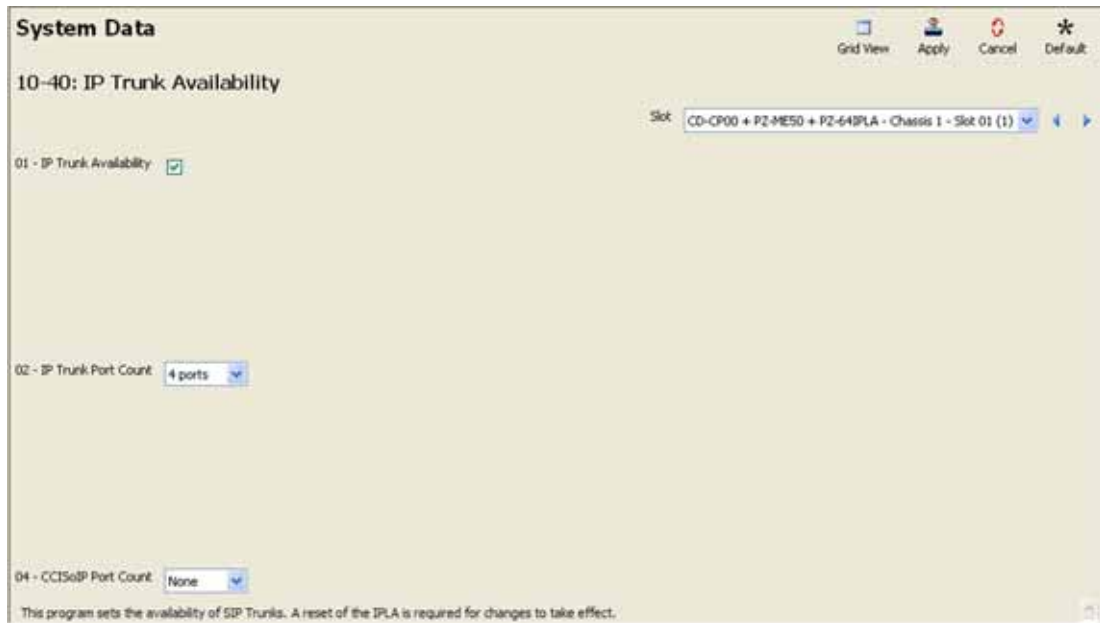 System Data
Grid View Apply Cancel Default
10-40: IP Trunk Availability
Slot CD-CP00 + PZ-ME50 + PZ-64IPLA - Chassis 1 - Slot 01 (1)
01 - IP Trunk Availability
02 - IP Trunk Port Count 4 ports
04 - CCISoIP Port Count None
This program sets the availability of SIP Trunks. A reset of the IPLA is required for changes to take effect.